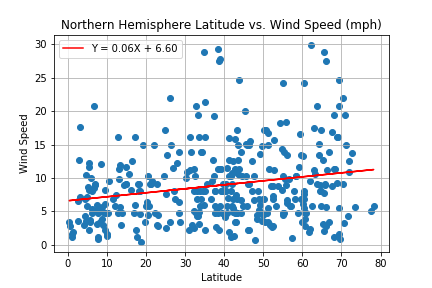 Northern Hemisphere Latitude vs. Wind Speed (mph)
Y = 0.06X + 6.60
30
25
20
15
10
5
0
Wind Speed
0 10 20 30 40 50 60 70 80
Latitude